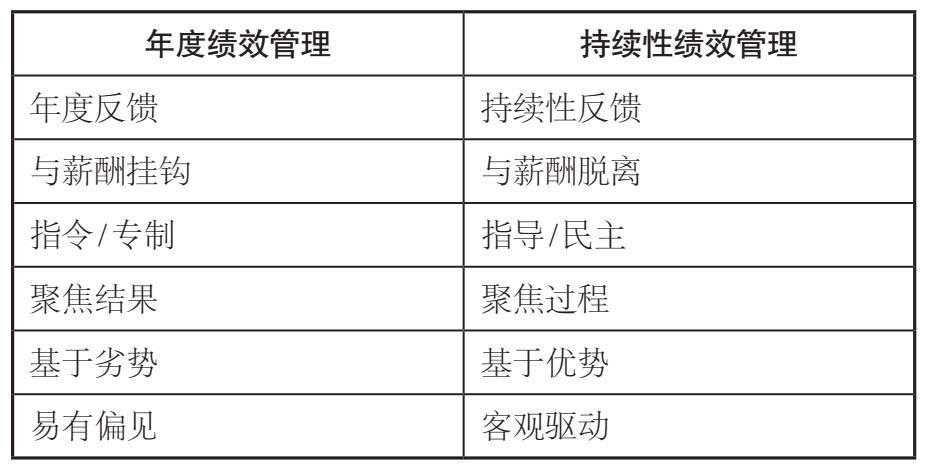 年度绩效管理 持续性绩效管理
年度反馈 持续性反馈
与薪酬挂钩 与薪酬脱离
指令/专制 指导/民主
聚焦结果 聚焦过程
基于劣势 基于优势
易有偏见 客观驱动